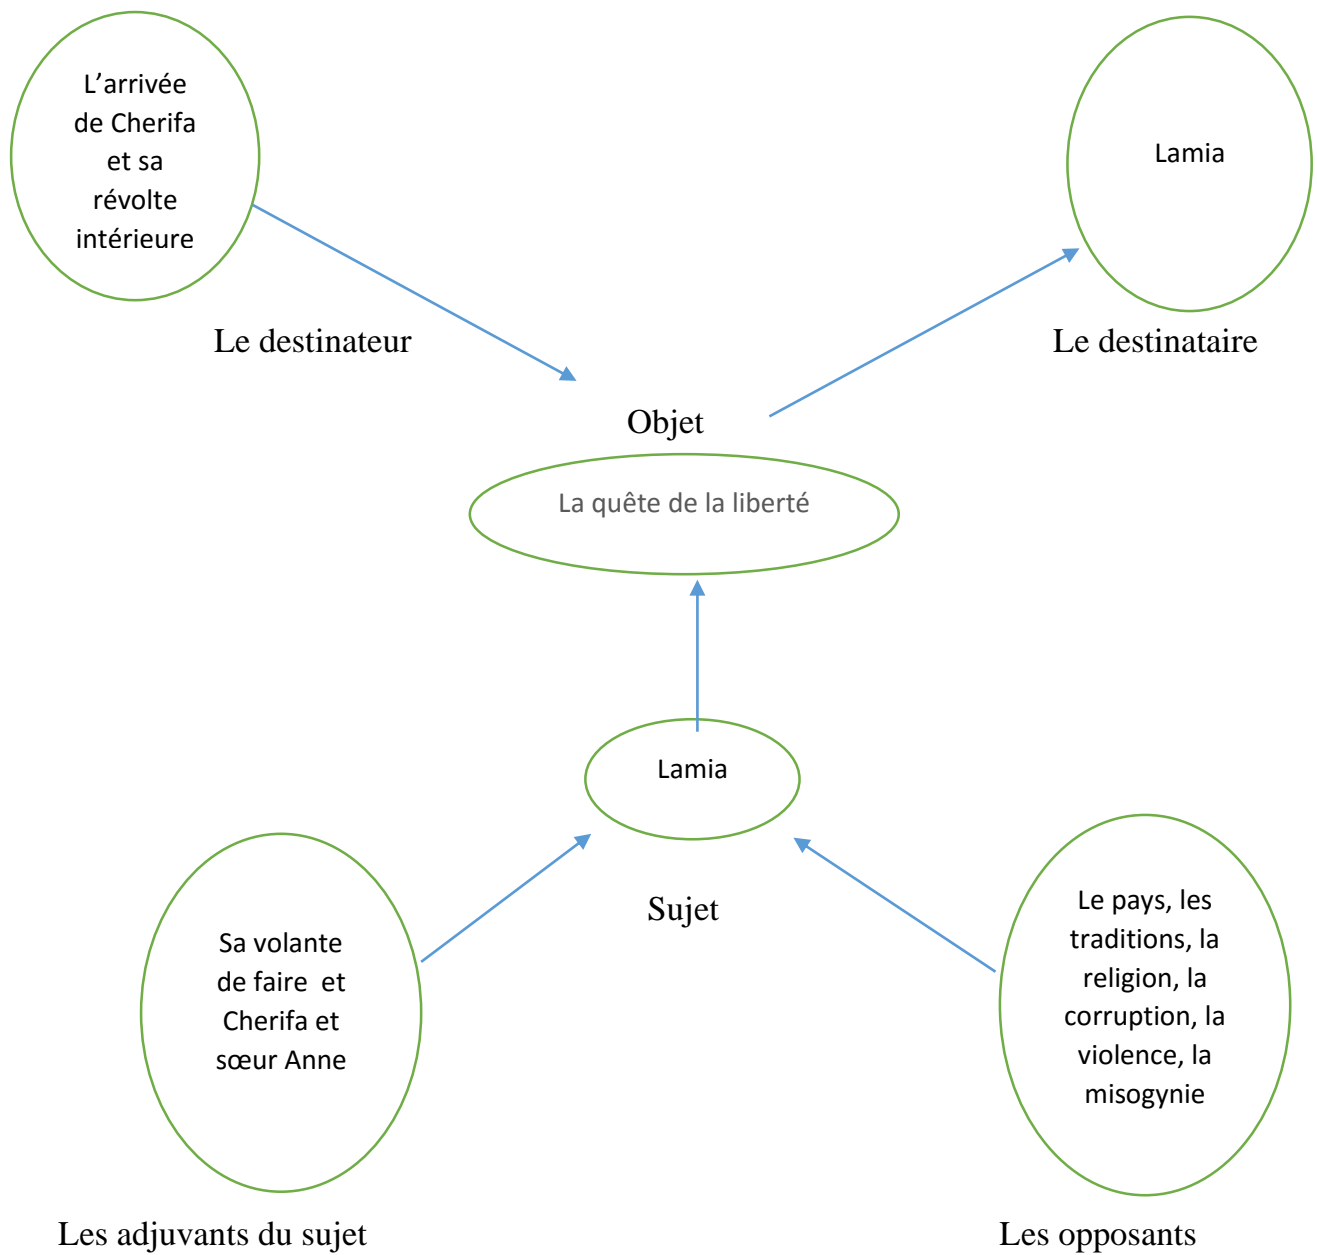 L’arrivée
de Cherifa
et sa
révolte
intérieure
Le destinateur
Lamia
Le destinataire
Objet
La quête de la liberté
Lamia
Sujet
Sa volante
de faire  et
Cherifa et
sœur Anne
Les adjuvants du sujet
Le pays, les
traditions, la
religion, la
corruption, la
violence, la
misogynie
Les opposants